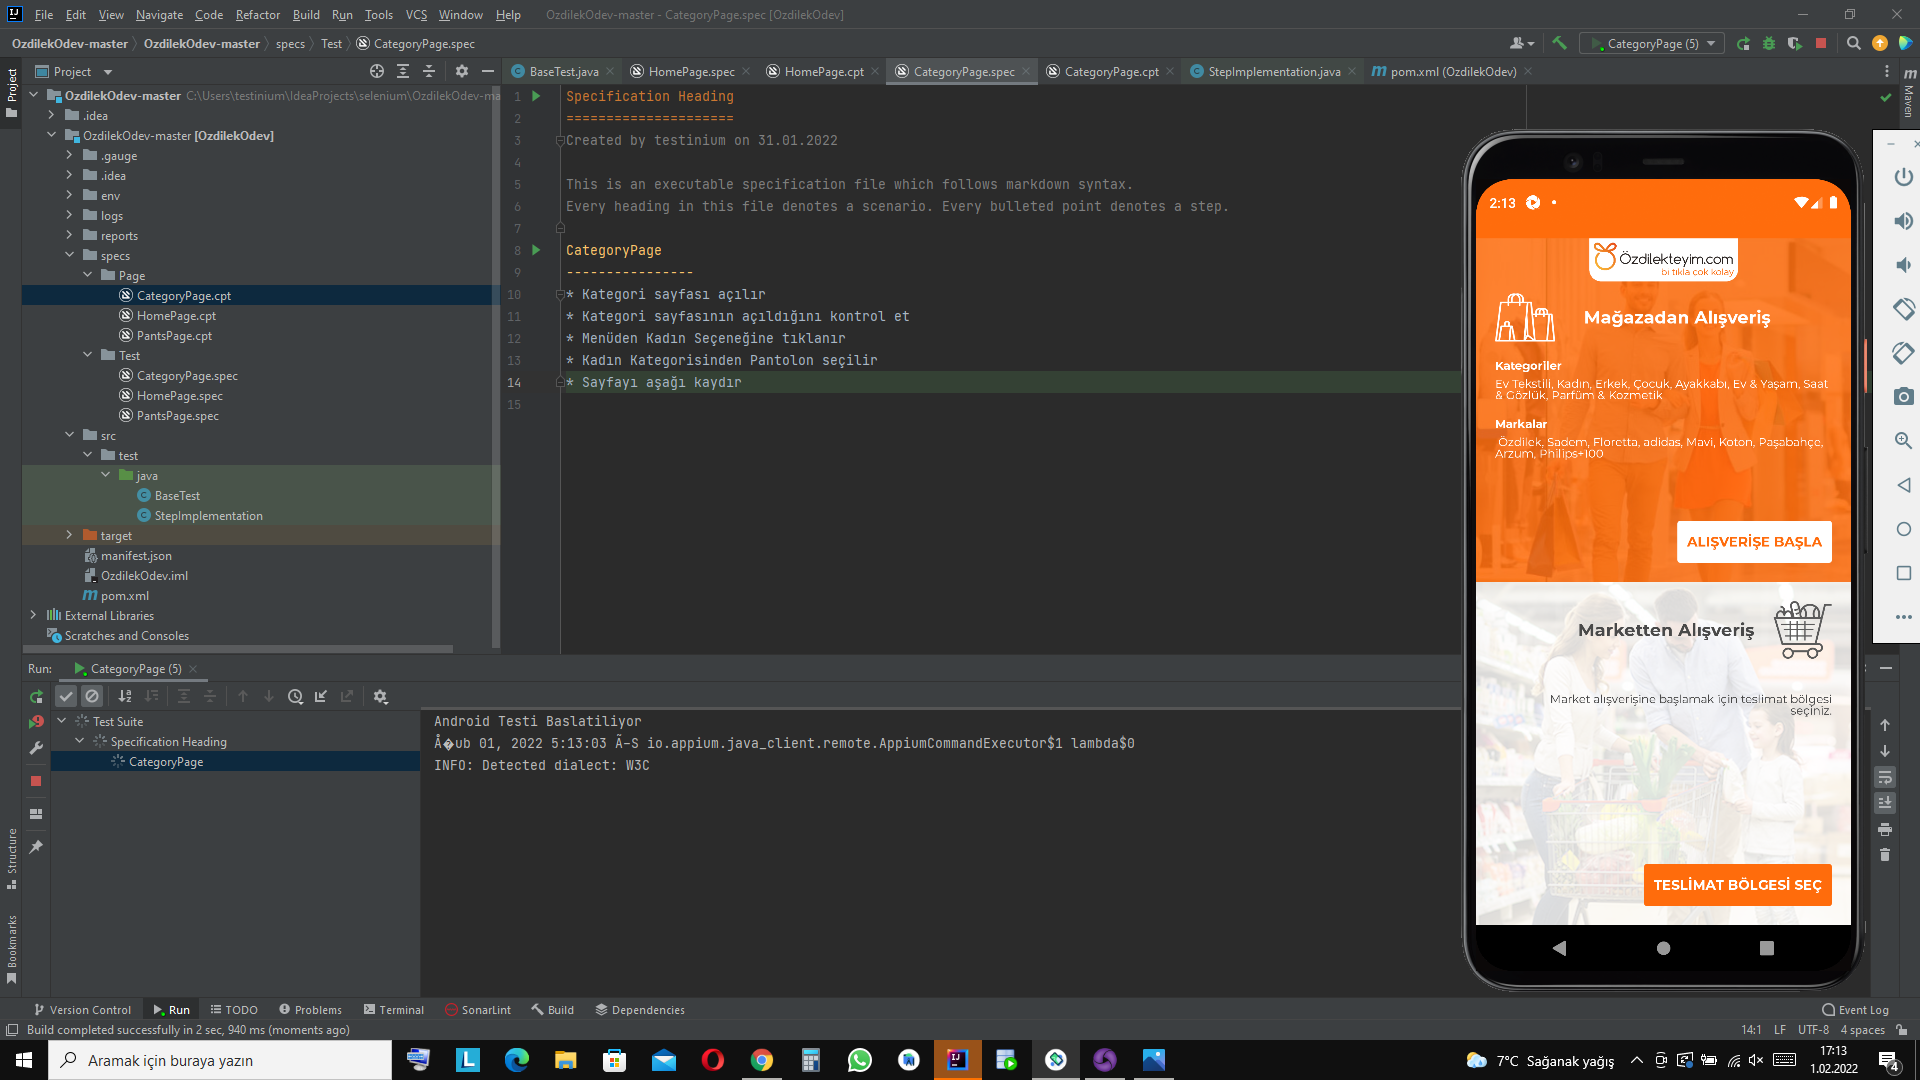 File Edit View Navigate Code Refactor Build Run Tools VCS Window Help OzdilekOdev-master - CategoryPage.spec [OzdilekOdev]
OzdilekOdev-master OzdilekOdev-master specs Test CategoryPage.spec
CategoryPage (5)
Project
BaseTest.java HomePage.spec HomePage.cpt CategoryPage.spec CategoryPage.cpt StepImplementation.java pom.xml (OzdilekOdev)
Project
Maven
OzdilekOdev-master C:\Users\testinium\IdeaProjects\selenium\OzdilekOdev-ma
.idea
OzdilekOdev-master [OzdilekOdev]
.gauge
.idea
env
logs
reports
specs
Page
CategoryPage.cpt
HomePage.cpt
PantsPage.cpt
Test
CategoryPage.spec
HomePage.spec
PantsPage.spec
src
test
java
BaseTest
StepImplementation
target
manifest.json
OzdilekOdev.iml
pom.xml
External Libraries
Scratches and Consoles
1 Specification Heading
2 =====================
3 Created by testinium on 31.01.2022
4
5 This is an executable specification file which follows markdown syntax.
6 Every heading in this file denotes a scenario. Every bulleted point denotes a step.
7
8 CategoryPage
9 ----------------
10 * Kategori sayfası açılır
11 * Kategori sayfasının açıldığını kontrol et
12 * Menüden Kadın Seçeneğine tıklanır
13 * Kadın Kategorisinden Pantolon seçilir
14 * Sayfayı aşağı kaydır
15
2:13
Özdilekteyim.com
bi tıkla çok kolay
Mağazadan Alışveriş
Kategoriler
Ev Tekstili, Kadın, Erkek, Çocuk, Ayakkabı, Ev & Yaşam, Saat
& Gözlük, Parfüm & Kozmetik
Markalar
Özdilek, Sadem, Floretta, adidas, Mavi, Koton, Paşabahçe,
Arzum, Philips+100
ALIŞVERİŞE BAŞLA
Marketten Alışveriş
Market alışverişine başlamak için teslimat bölgesi
seçiniz.
TESLİMAT BÖLGESİ SEÇ
Run: CategoryPage (5)
Test Suite
Specification Heading
CategoryPage
Android Testi Baslatiliyor
Å�ub 01, 2022 5:13:03 Ã–S io.appium.java_client.remote.AppiumCommandExecutor$1 lambda$0
INFO: Detected dialect: W3C
Structure
Bookmarks
Version Control Run TODO Problems Terminal SonarLint Build Dependencies Event Log
Build completed successfully in 2 sec, 940 ms (moments ago) 14:1 LF UTF-8 4 spaces
Aramak için buraya yazın
7°C Sağanak yağış
17:13
1.02.2022
4